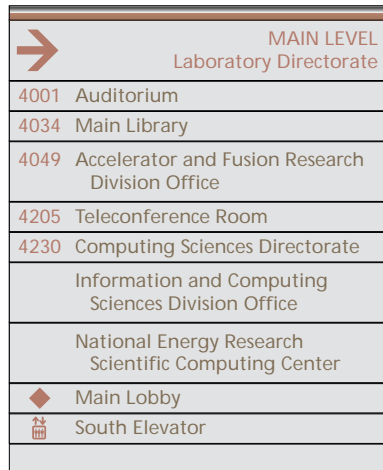 MAIN LEVEL
Laboratory Directorate
4001 Auditorium
4034 Main Library
4049 Accelerator and Fusion Research
Division Office
4205 Teleconference Room
4230 Computing Sciences Directorate
Information and Computing
Sciences Division Office
National Energy Research
Scientific Computing Center
Main Lobby
South Elevator